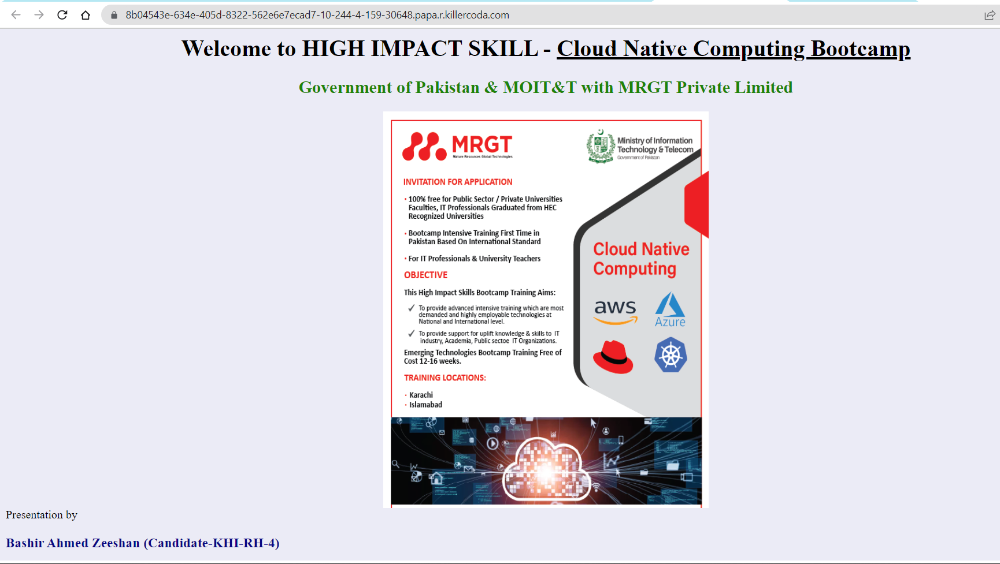 8b04543e-634e-405d-8322-562e6e7ecad7-10-244-4-159-30648.papa.r.killercoda.com
Welcome to HIGH IMPACT SKILL - Cloud Native Computing Bootcamp
Government of Pakistan & MOIT&T with MRGT Private Limited
MRGT
Mature Resources Global Technologies
Ministry of Information
Technology & Telecom
Government of Pakistan
INVITATION FOR APPLICATION
• 100% free for Public Sector / Private Universities
Faculties, IT Professionals Graduated from HEC
Recognized Universities
• Bootcamp Intensive Training First Time in
Pakistan Based On International Standard
• For IT Professionals & University Teachers
OBJECTIVE
This High Impact Skills Bootcamp Training Aims:
✓ To provide advanced intensive training which are most
demanded and highly employable technologies at
National and International level.
✓ To provide support for uplift knowledge & skills to IT
industry, Academia, Public sectoe IT Organizations.
Emerging Technologies Bootcamp Training Free of
Cost 12-16 weeks.
TRAINING LOCATIONS:
• Karachi
• Islamabad
Cloud Native
Computing
aws
Azure
Presentation by
Bashir Ahmed Zeeshan (Candidate-KHI-RH-4)